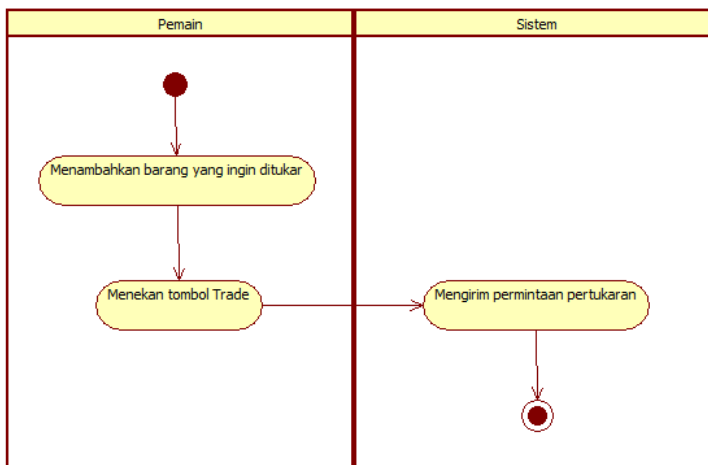 Pemain
Sistem
Menambahkan barang yang ingin ditukar
Menekan tombol Trade
Mengirim permintaan pertukaran